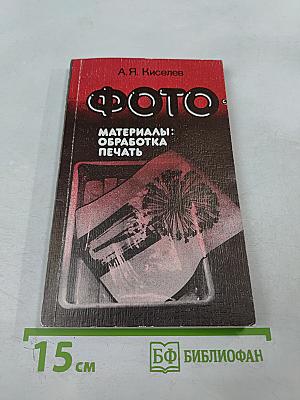 А.Я. Киселев
ФОТО-
МАТЕРИАЛЫ:
ОБРАБОТКА
ПЕЧАТЬ
15 см
БФ БИБЛИОФАН